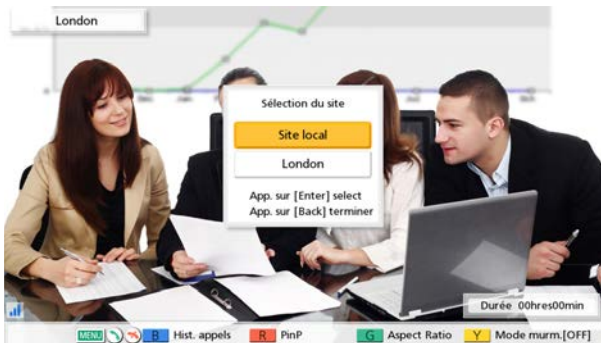 London
Sélection du site
Site local
London
App. sur [Enter] select
App. sur [Back] terminer
Durée 00hres00min
MENU B Hist. appels R PinP G Aspect Ratio Y Mode murm.[OFF]